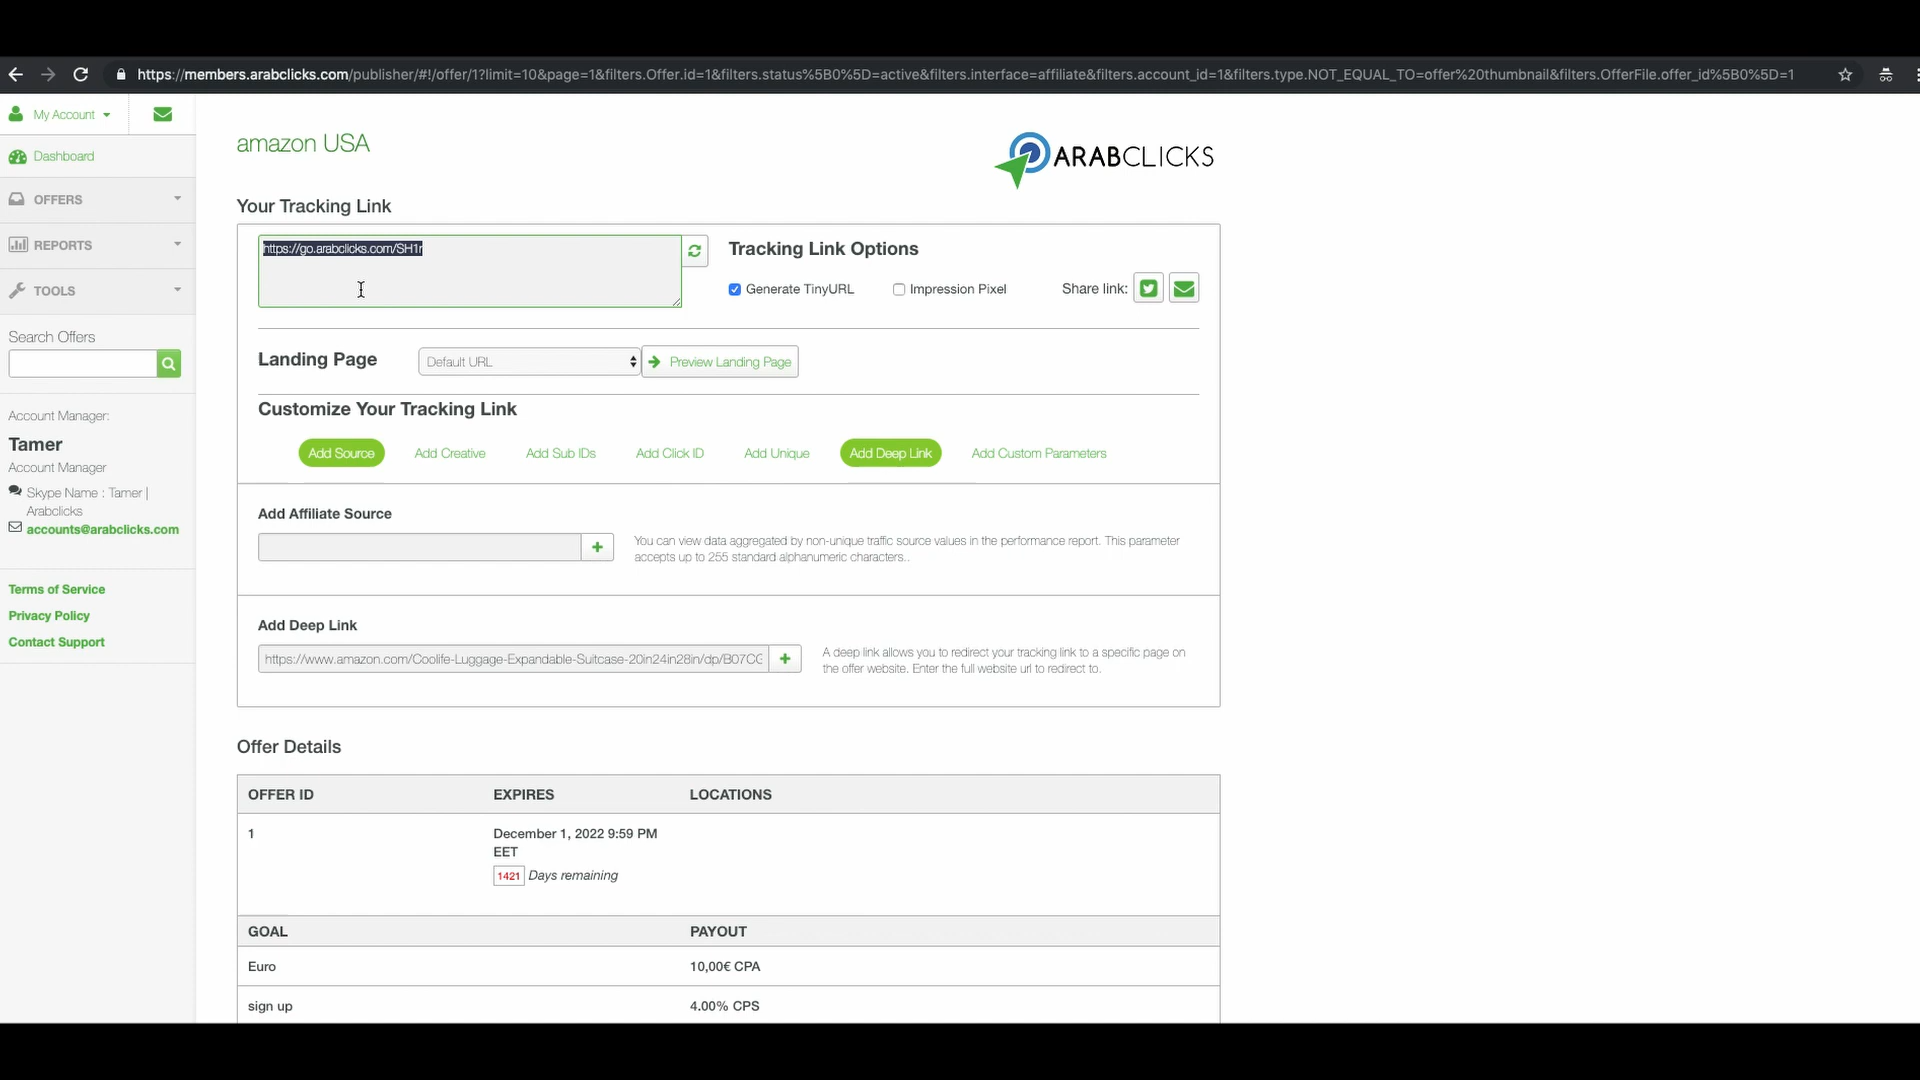 https://members.arabclicks.com/publisher/#!/offer/1?limit=10&page=1&filters.Offer.id=1&filters.status%5B0%5D=active&filters.interface=affiliate&filters.account_id=1&filters.type.NOT_EQUAL_TO=offer%20thumbnail&filters.OfferFile.offer_id%5B0%5D=1
My Account
Dashboard
OFFERS
REPORTS
TOOLS
Search Offers
Account Manager:
Tamer
Account Manager
Skype Name : Tamer |
Arabclicks
accounts@arabclicks.com
Terms of Service
Privacy Policy
Contact Support
amazon USA
ARABCLICKS
Your Tracking Link
https://go.arabclicks.com/SH1r
Tracking Link Options
Generate TinyURL
Impression Pixel
Share link:
Landing Page
Default URL
Preview Landing Page
Customize Your Tracking Link
Add Source
Add Creative
Add Sub IDs
Add Click ID
Add Unique
Add Deep Link
Add Custom Parameters
Add Affiliate Source
You can view data aggregated by non-unique traffic source values in the performance report. This parameter
accepts up to 255 standard alphanumeric characters..
Add Deep Link
https://www.amazon.com/Coolife-Luggage-Expandable-Suitcase-20in24in28in/dp/B07CG
A deep link allows you to redirect your tracking link to a specific page on
the offer website. Enter the full website url to redirect to.
Offer Details
OFFER ID EXPIRES LOCATIONS
1
December 1, 2022 9:59 PM
EET
1421 Days remaining
GOAL PAYOUT
Euro 10,00€ CPA
sign up 4.00% CPS